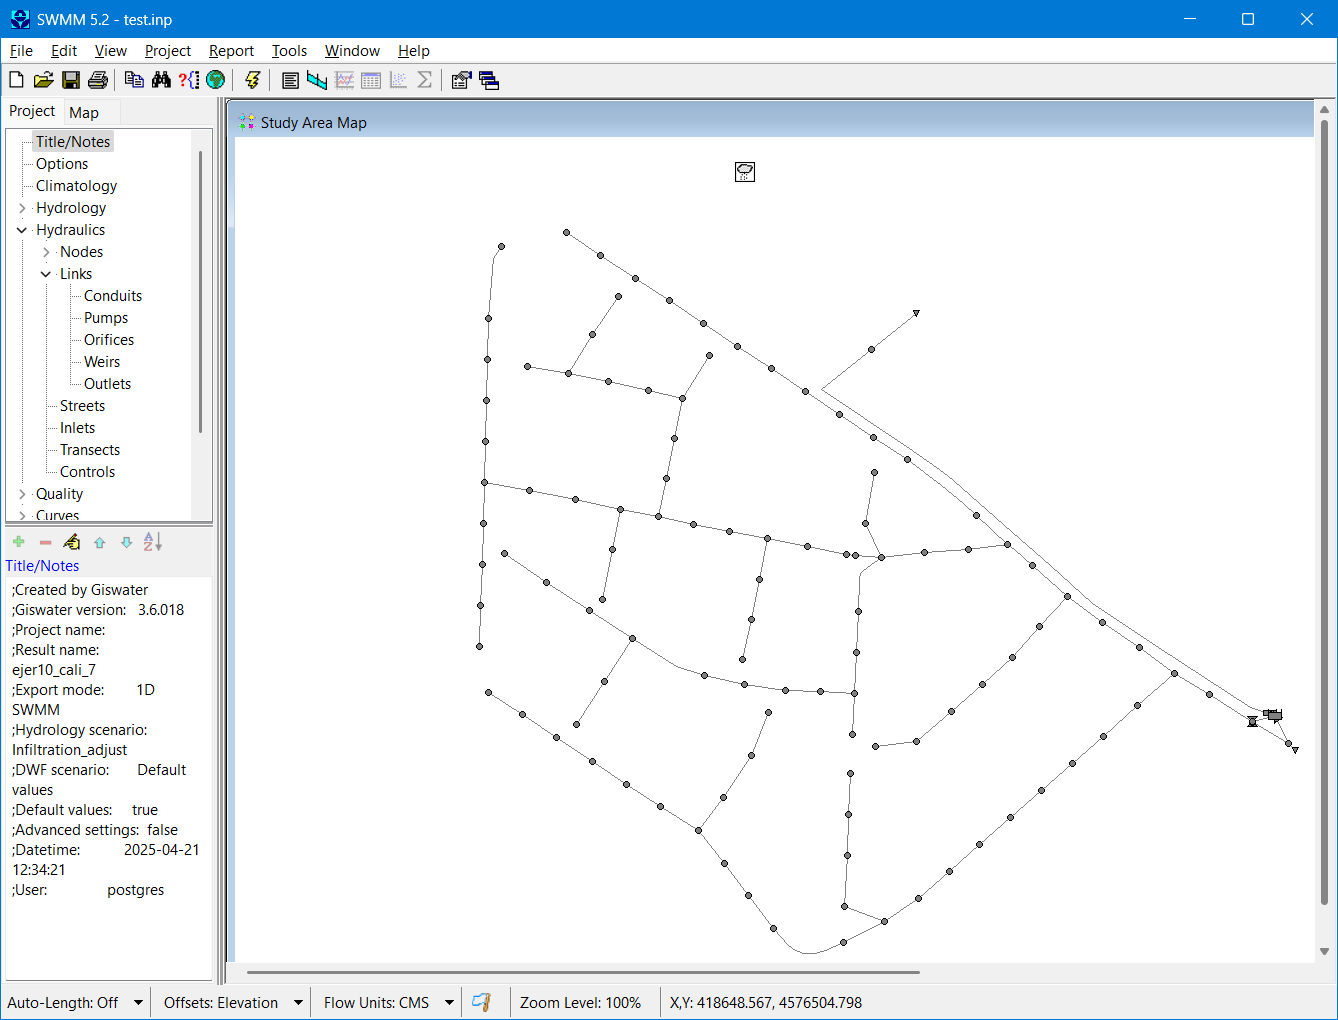 SWMM 5.2 - test.inp
File Edit View Project Report Tools Window Help
Project Map
Title/Notes
Options
Climatology
Hydrology
Hydraulics
Nodes
Links
Conduits
Pumps
Orifices
Weirs
Outlets
Streets
Inlets
Transects
Controls
Quality
Curves
Title/Notes
;Created by Giswater
;Giswater version: 3.6.018
;Project name:
;Result name:
ejer10_cali_7
;Export mode: 1D
SWMM
;Hydrology scenario:
Infiltration_adjust
;DWF scenario: Default
values
;Default values: true
;Advanced settings: false
;Datetime: 2025-04-21
12:34:21
;User: postgres
Study Area Map
Auto-Length: Off Offsets: Elevation Flow Units: CMS Zoom Level: 100% X,Y: 418648.567, 4576504.798